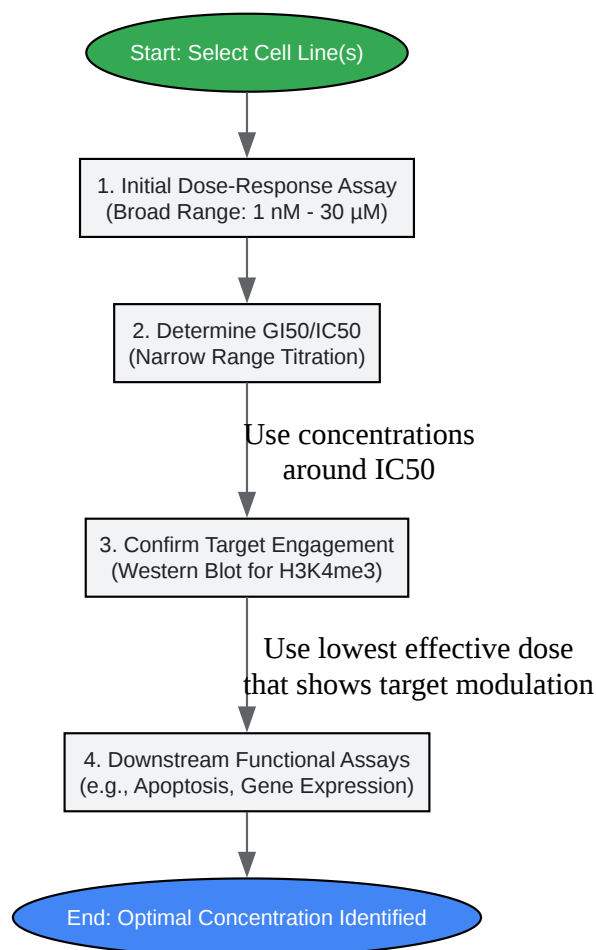 Start: Select Cell Line(s)
1. Initial Dose-Response Assay
(Broad Range: 1 nM - 30 µM)
2. Determine GI50/IC50
(Narrow Range Titration)
Use concentrations
around IC50
3. Confirm Target Engagement
(Western Blot for H3K4me3)
Use lowest effective dose
that shows target modulation
4. Downstream Functional Assays
(e.g., Apoptosis, Gene Expression)
End: Optimal Concentration Identified